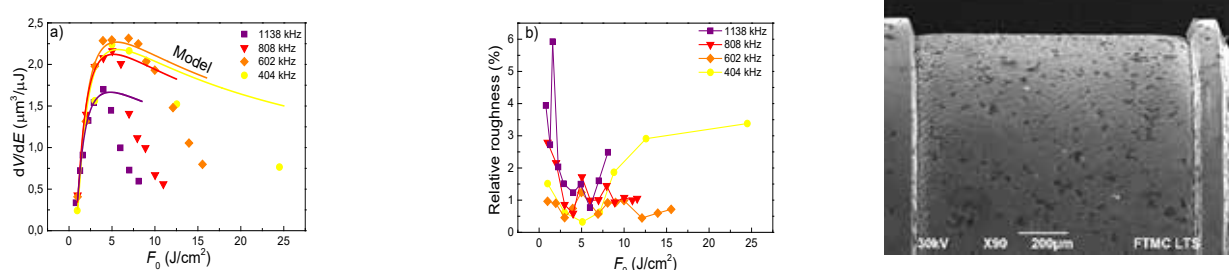 a)
1138 kHz
808 kHz
602 kHz
404 kHz
Model
2,0
1,5
1,0
0,5
0,0
dV/dE (µm³/µJ)
0 5 10 15 20 25
F₀ (J/cm²)
b)
1138 kHz
808 kHz
602 kHz
404 kHz
6
5
4
3
2
1
0
Relative roughness (%)
0 5 10 15 20 25
F₀ (J/cm²)
30kV X90 200µm FTMC LTS